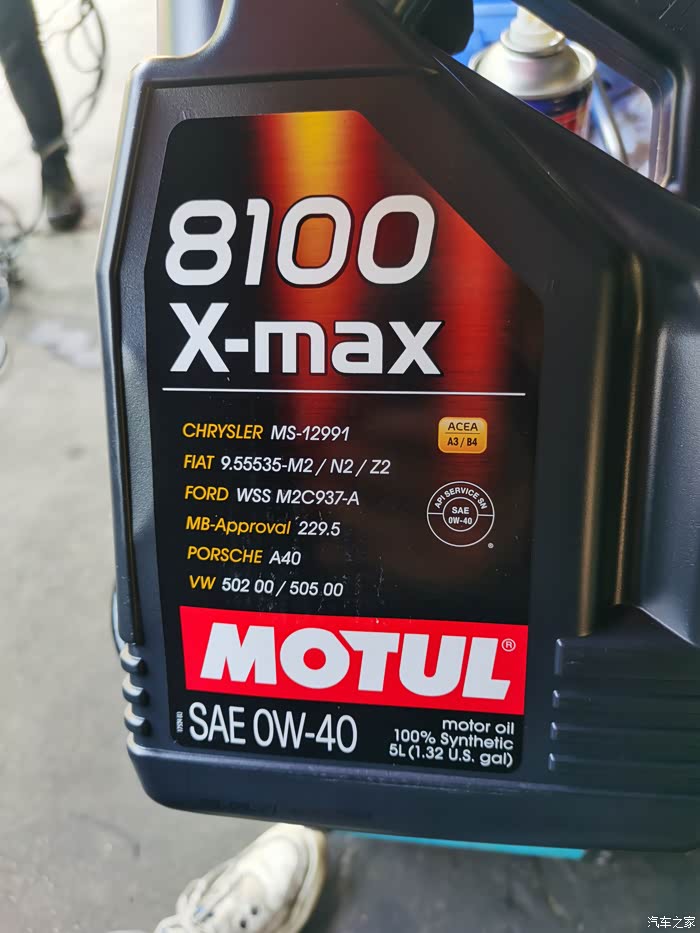 8100
X-max
CHRYSLER MS-12991
FIAT 9.55535-M2 / N2 / Z2
FORD WSS M2C937-A
MB-Approval 229.5
PORSCHE A40
VW 502 00 / 505 00
ACEA
A3 / B4
API SERVICE SN
SAE
0W-40
®
MOTUL®
SAE 0W-40
motor oil
100% Synthetic
5L (1.32 U.S. gal)
汽车之家